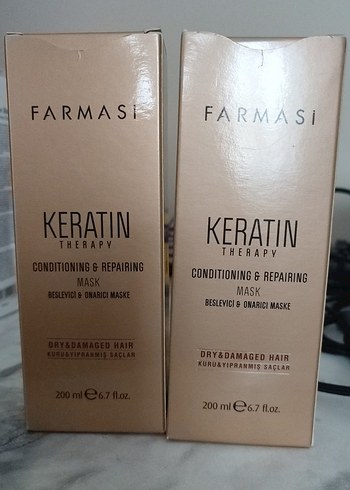 FARMASi
KERATIN
THERAPY
CONDITIONING & REPAIRING
MASK
BESLEYİCİ & ONARICI MASKE
DRY&DAMAGED HAIR
KURU&YIPRANMIŞ SAÇLAR
200 ml ℮ 6.7 fl.oz.
FARMASi
KERATIN
THERAPY
CONDITIONING & REPAIRING
MASK
BESLEYİCİ & ONARICI MASKE
DRY&DAMAGED HAIR
KURU&YIPRANMIŞ SAÇLAR
200 ml ℮ 6.7 fl.oz.